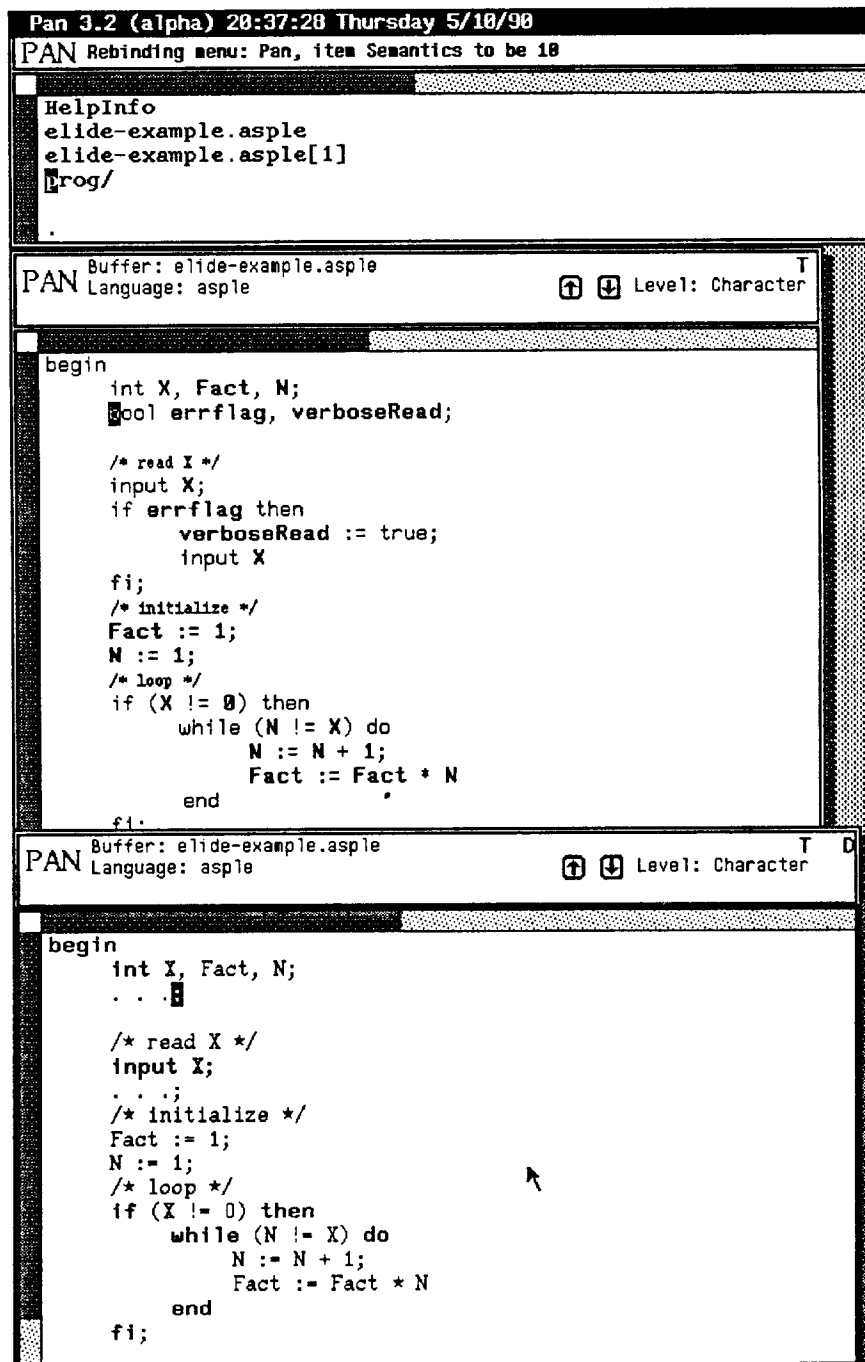 Pan 3.2 (alpha) 20:37:28 Thursday 5/10/90
PAN Rebinding menu: Pan, item Semantics to be 10
HelpInfo
elide-example.asple
elide-example.asple[1]
prog/
.
PAN Buffer: elide-example.asple T
Language: asple Level: Character
begin
int X, Fact, N;
bool errflag, verboseRead;
/* read X */
input X;
if errflag then
verboseRead := true;
input X
fi;
/* initialize */
Fact := 1;
N := 1;
/* loop */
if (X != 0) then
while (N != X) do
N := N + 1;
Fact := Fact * N
end
fi;
PAN Buffer: elide-example.asple T D
Language: asple Level: Character
begin
int X, Fact, N;
. . .;
/* read X */
input X;
. . .;
/* initialize */
Fact := 1;
N := 1;
/* loop */
if (X != 0) then
while (N != X) do
N := N + 1;
Fact := Fact * N
end
fi;